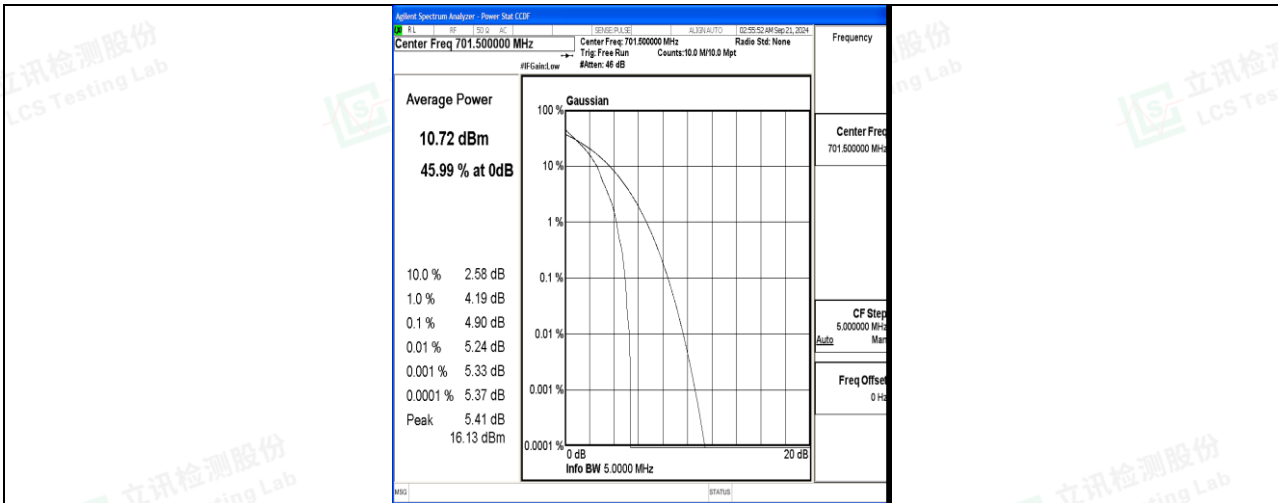 Agilent Spectrum Analyzer - Power Stat CCDF
RL RF 50 Ω AC SENSE:PULSE ALIGN AUTO 02:55:52 AM Sep 21, 2024
Center Freq 701.500000 MHz
Center Freq: 701.500000 MHz Radio Std: None
Trig: Free Run Counts:10.0 M/10.0 Mpt
#IFGain:Low #Atten: 46 dB
Frequency
Average Power
10.72 dBm
45.99 % at 0dB
10.0 % 2.58 dB
1.0 % 4.19 dB
0.1 % 4.90 dB
0.01 % 5.24 dB
0.001 % 5.33 dB
0.0001 % 5.37 dB
Peak 5.41 dB
16.13 dBm
Gaussian
100 %
10 %
1 %
0.1 %
0.01 %
0.001 %
0.0001 %
0 dB 20 dB
Info BW 5.0000 MHz
Center Freq
701.500000 MHz
CF Step
5.000000 MHz
Auto Man
Freq Offset
0 Hz
MSG STATUS
立讯检测股份
LCS Testing Lab
立讯检测股份